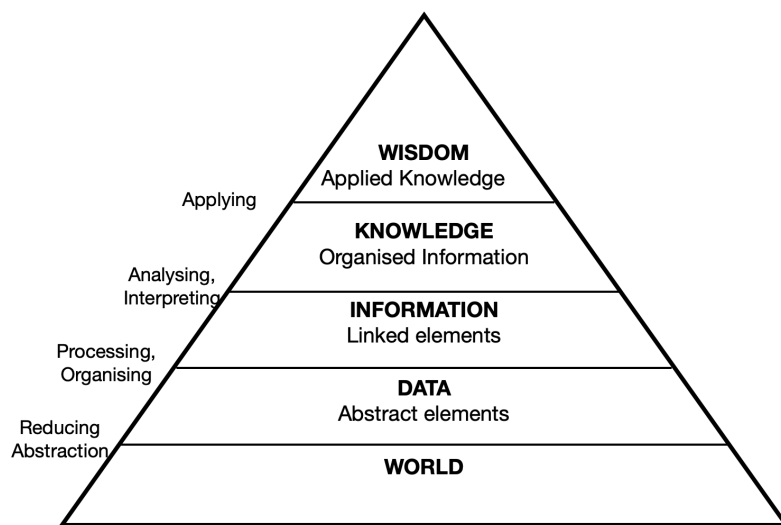 WISDOM
Applied Knowledge
Applying
KNOWLEDGE
Organised Information
Analysing,
Interpreting
INFORMATION
Linked elements
Processing,
Organising
DATA
Abstract elements
Reducing
Abstraction
WORLD